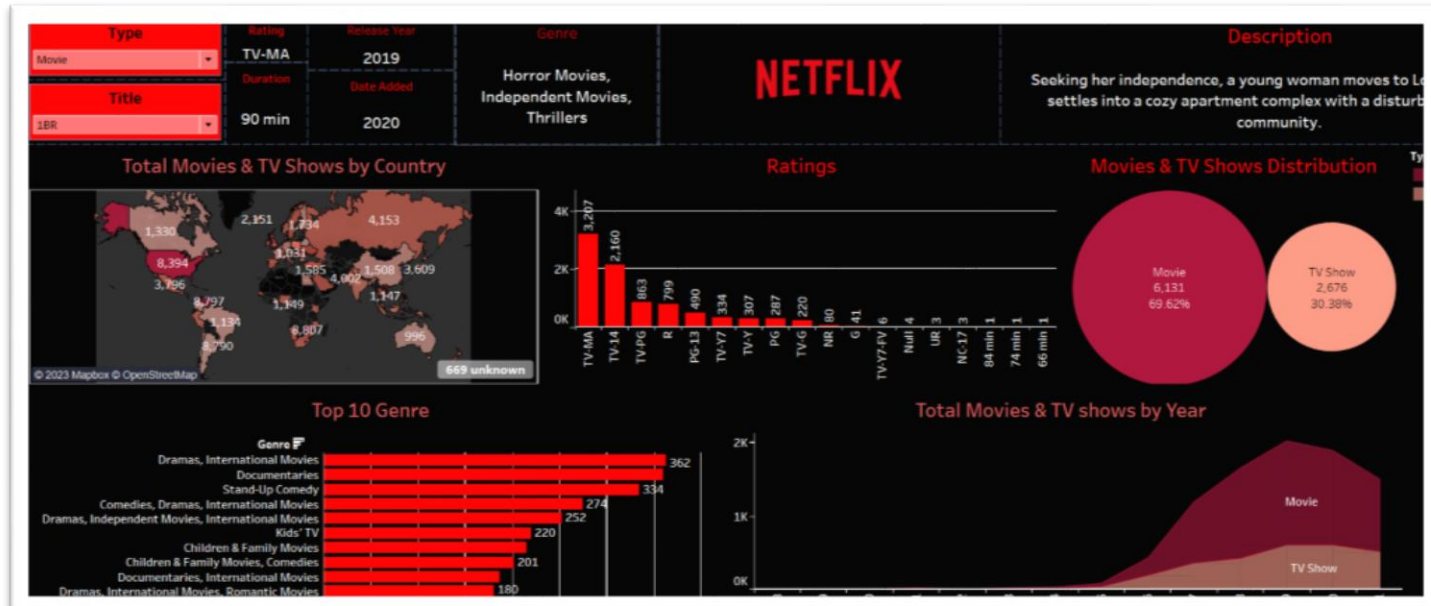 Type
Movie
Title
1BR
Rating
TV-MA
Duration
90 min
Release Year
2019
Date Added
2020
Genre
Horror Movies,
Independent Movies,
Thrillers
NETFLIX
Description
Seeking her independence, a young woman moves to
settles into a cozy apartment complex with a
community.
Total Movies & TV Shows by Country
2,151
1,734
4,153
1,330
8,394
1,508
3,609
3,796
1,147
1,149
1,134
8,807
8,790
996
© 2023 Mapbox © OpenStreetMap
669 unknown
Ratings
4K
2K
0K
3,207
2,160
863
799
490
334
307
287
220
80
41
6
4
3
3
1
1
1
TV-MA
TV-14
TV-PG
R
PG-13
TV-Y7
TV-Y
PG
TV-G
NR
G
TV-Y7-FV
Null
UR
NC-17
84 min
74 min
66 min
Movies & TV Shows Distribution
Movie
6,131
69.62%
TV Show
2,676
30.38%
Top 10 Genre
Genre
Dramas, International Movies
362
Documentaries
Stand-Up Comedy
334
Comedies, Dramas, International Movies
274
Dramas, Independent Movies, International Movies
252
Kids' TV
220
Children & Family Movies
Children & Family Movies, Comedies
201
Documentaries, International Movies
Dramas, International Movies, Romantic Movies
180
Total Movies & TV shows by Year
2K
1K
0K
Movie
TV Show